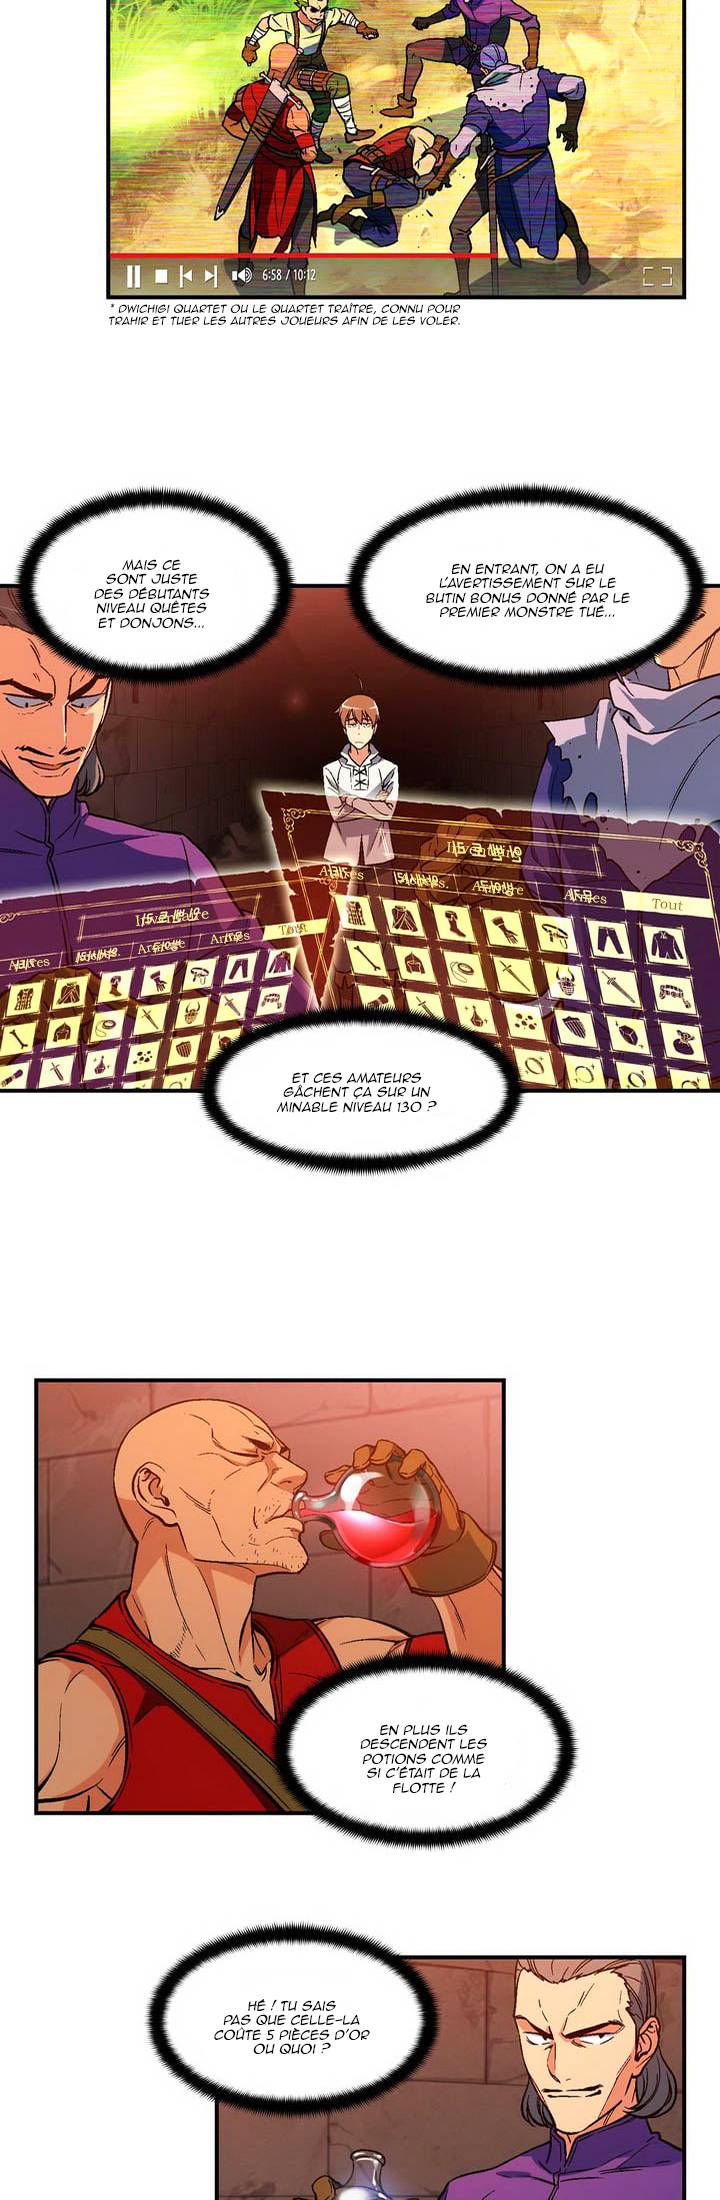 6:58 / 10:12
* DWICHIGI QUARTET OU LE QUARTET TRAÎTRE, CONNU POUR
TRAHIR ET TUER LES AUTRES JOUEURS AFIN DE LES VOLER.
MAIS CE
SONT JUSTE
DES DÉBUTANTS
NIVEAU QUÊTES
ET DONJONS...
EN ENTRANT, ON A EU
L'AVERTISSEMENT SUR LE
BUTIN BONUS DONNÉ PAR LE
PREMIER MONSTRE TUÉ...
Tout
ET CES AMATEURS
GÂCHENT ÇA SUR UN
MINABLE NIVEAU 130 ?
EN PLUS ILS
DESCENDENT LES
POTIONS COMME
SI C'ÉTAIT DE LA
FLOTTE !
HÉ ! TU SAIS
PAS QUE CELLE-LA
COÛTE 5 PIÈCES D'OR
OU QUOI ?